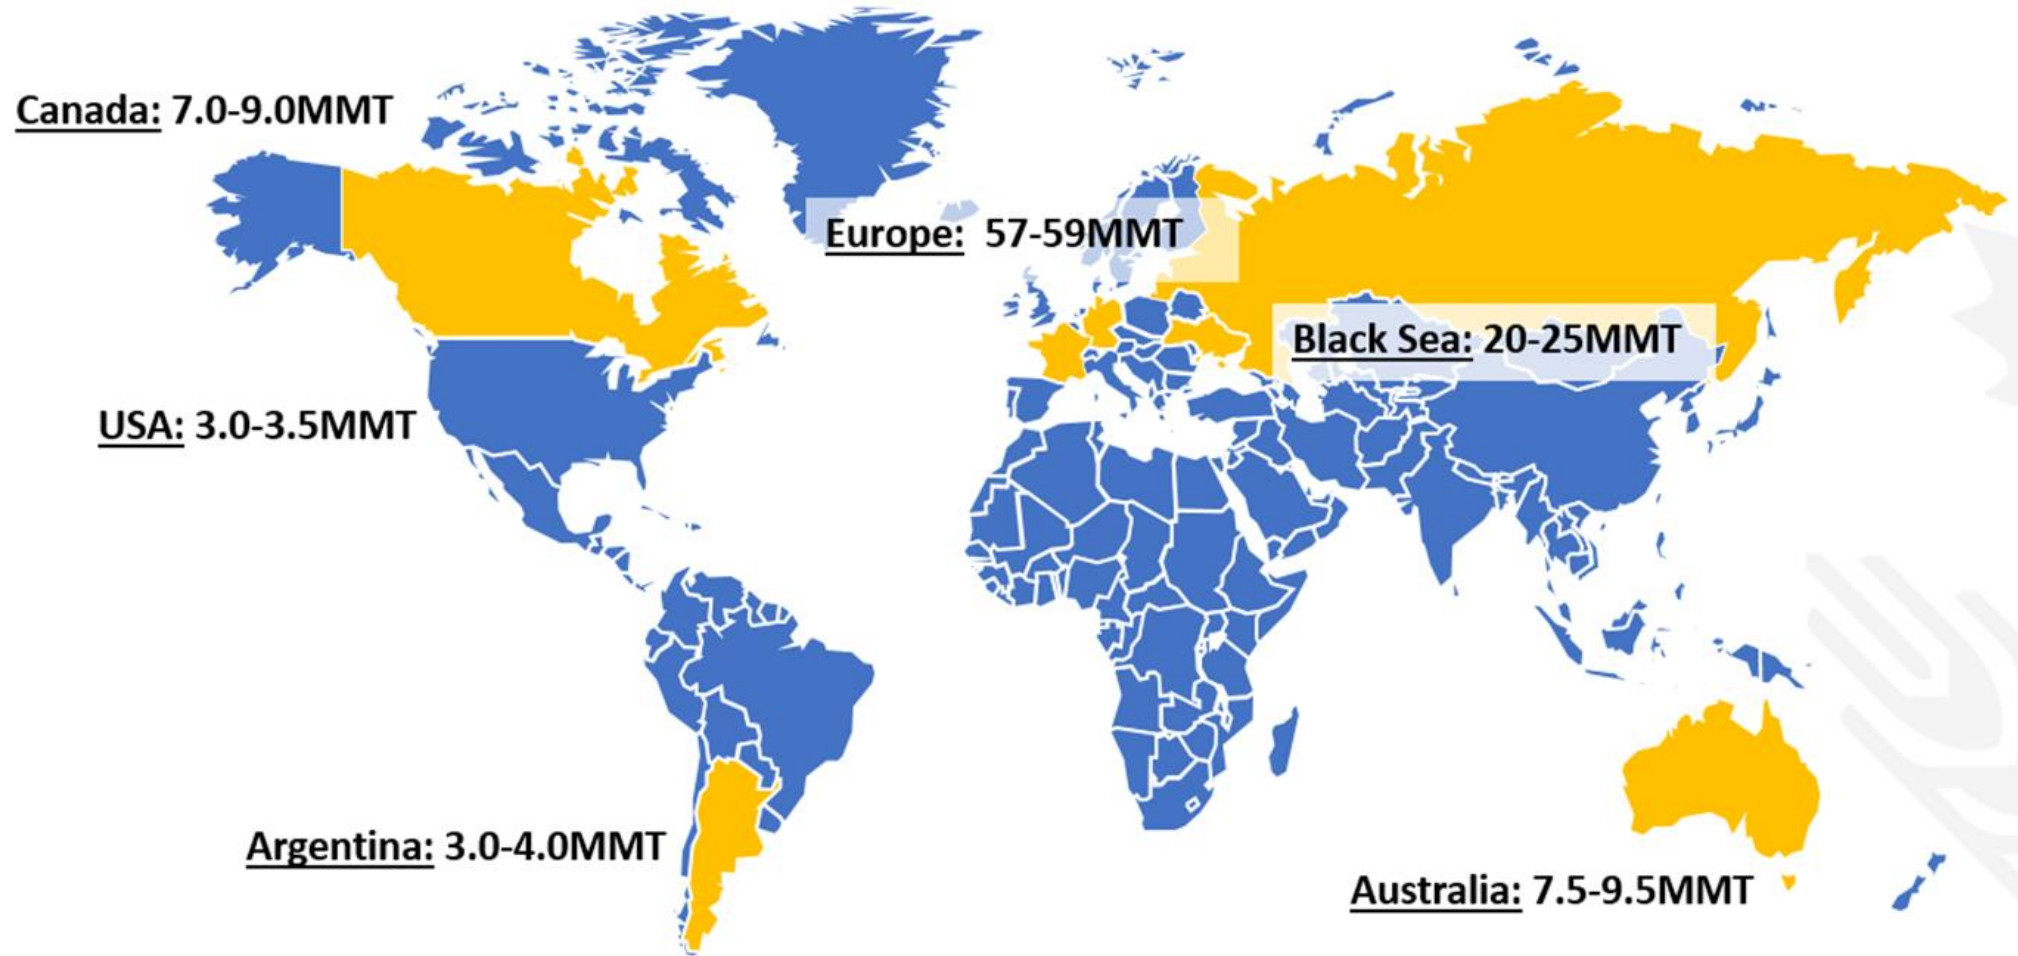 Canada: 7.0-9.0MMT
Europe: 57-59MMT
Black Sea: 20-25MMT
USA: 3.0-3.5MMT
Argentina: 3.0-4.0MMT
Australia: 7.5-9.5MMT